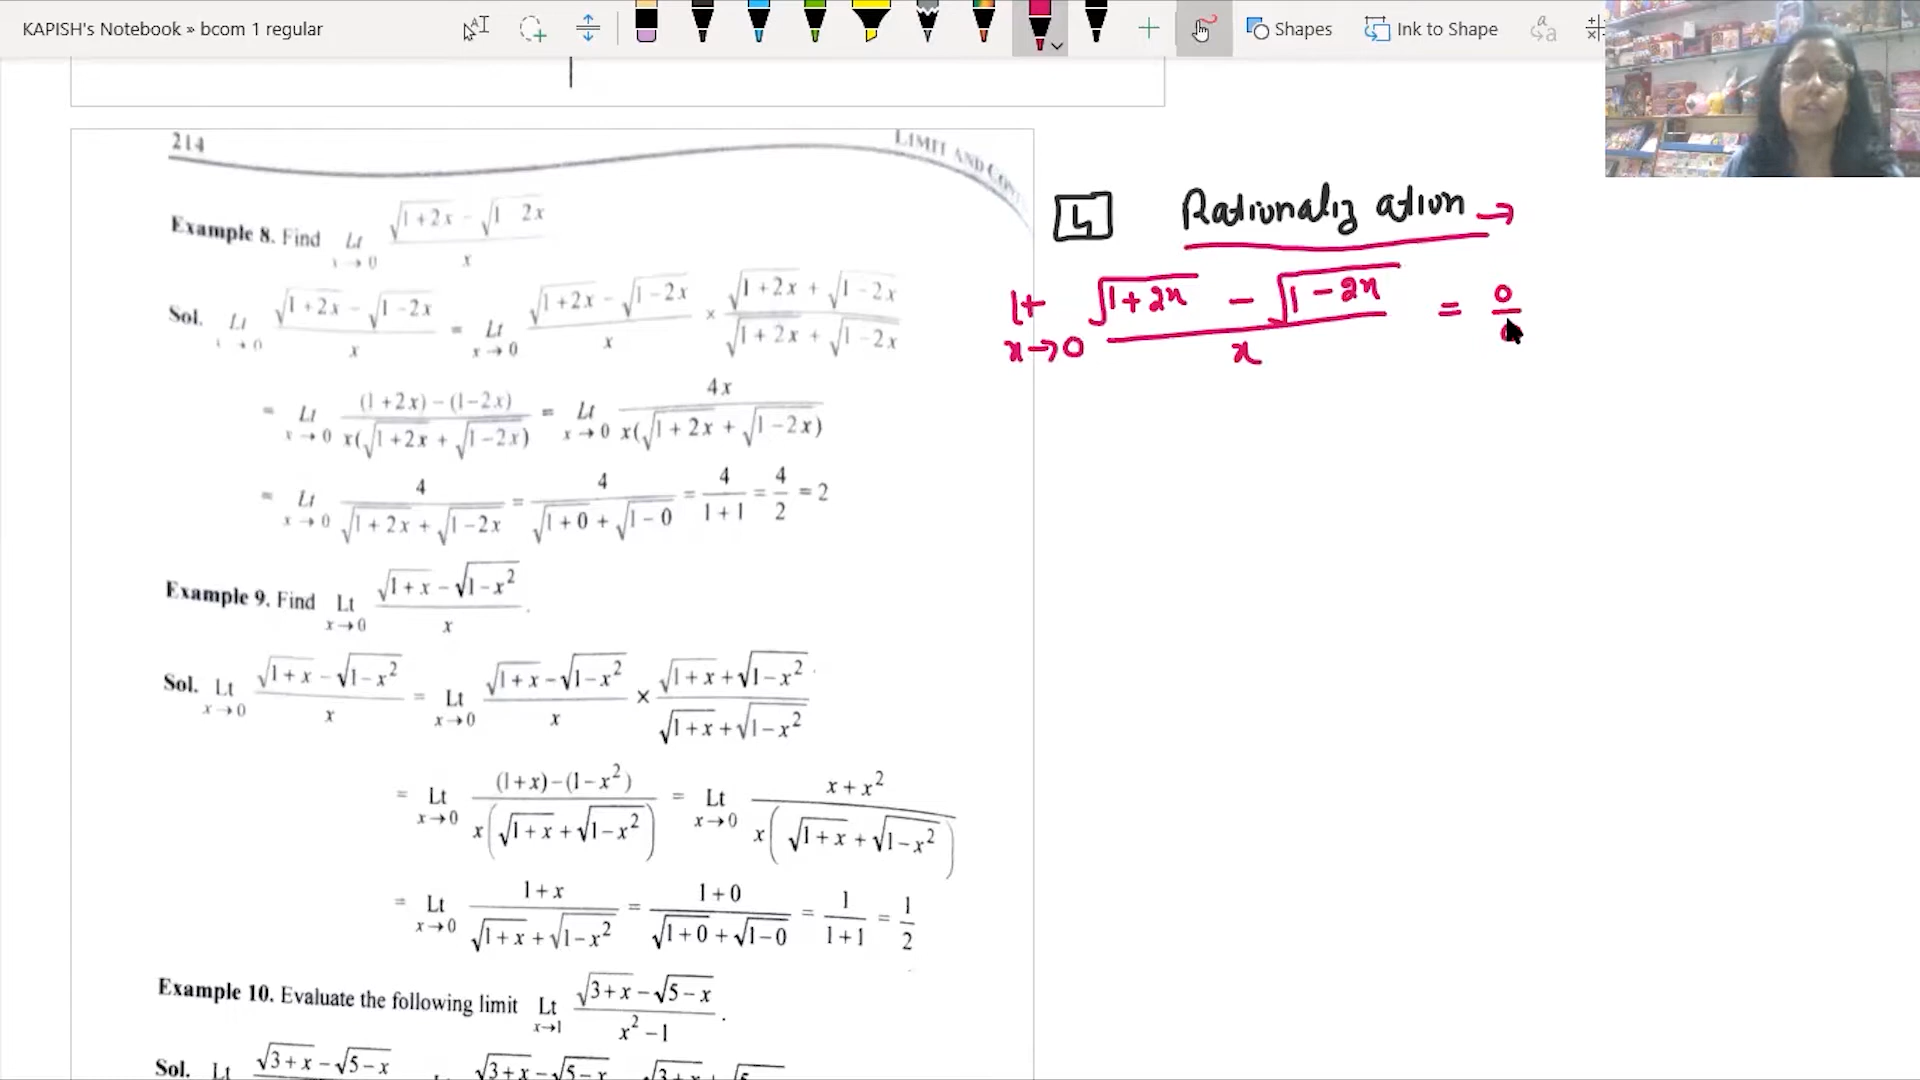 KAPISH's Notebook » bcom 1 regular
Shapes
Ink to Shape
214
LIMIT AND CON
Example 8. Find Lt x→0 (√1+2x − √1 2x) / x
Sol. Lt x→0 (√1+2x − √1−2x) / x = Lt x→0 (√1+2x − √1−2x) / x × (√1+2x + √1−2x) / (√1+2x + √1−2x)
= Lt x→0 ((1+2x)−(1−2x)) / x(√1+2x + √1−2x) = Lt x→0 4x / x(√1+2x + √1−2x)
= Lt x→0 4 / (√1+2x + √1−2x) = 4 / (√1+0 + √1−0) = 4 / (1+1) = 4/2 = 2
Example 9. Find Lt x→0 (√1+x − √1−x²) / x .
Sol. Lt x→0 (√1+x − √1−x²) / x = Lt x→0 (√1+x − √1−x²) / x × (√1+x + √1−x²) / (√1+x + √1−x²)
= Lt x→0 ((1+x)−(1−x²)) / x(√1+x + √1−x²) = Lt x→0 (x+x²) / x(√1+x + √1−x²)
= Lt x→0 (1+x) / (√1+x + √1−x²) = (1+0) / (√1+0 + √1−0) = 1 / (1+1) = 1/2
Example 10. Evaluate the following limit Lt x→1 (√3+x − √5−x) / (x²−1) .
Sol. Lt √3+x − √5−x √3+x − √5−x √3+x
4 Rationalization →
lt x→0 (√1+2x − √1−2x) / x = 0/0